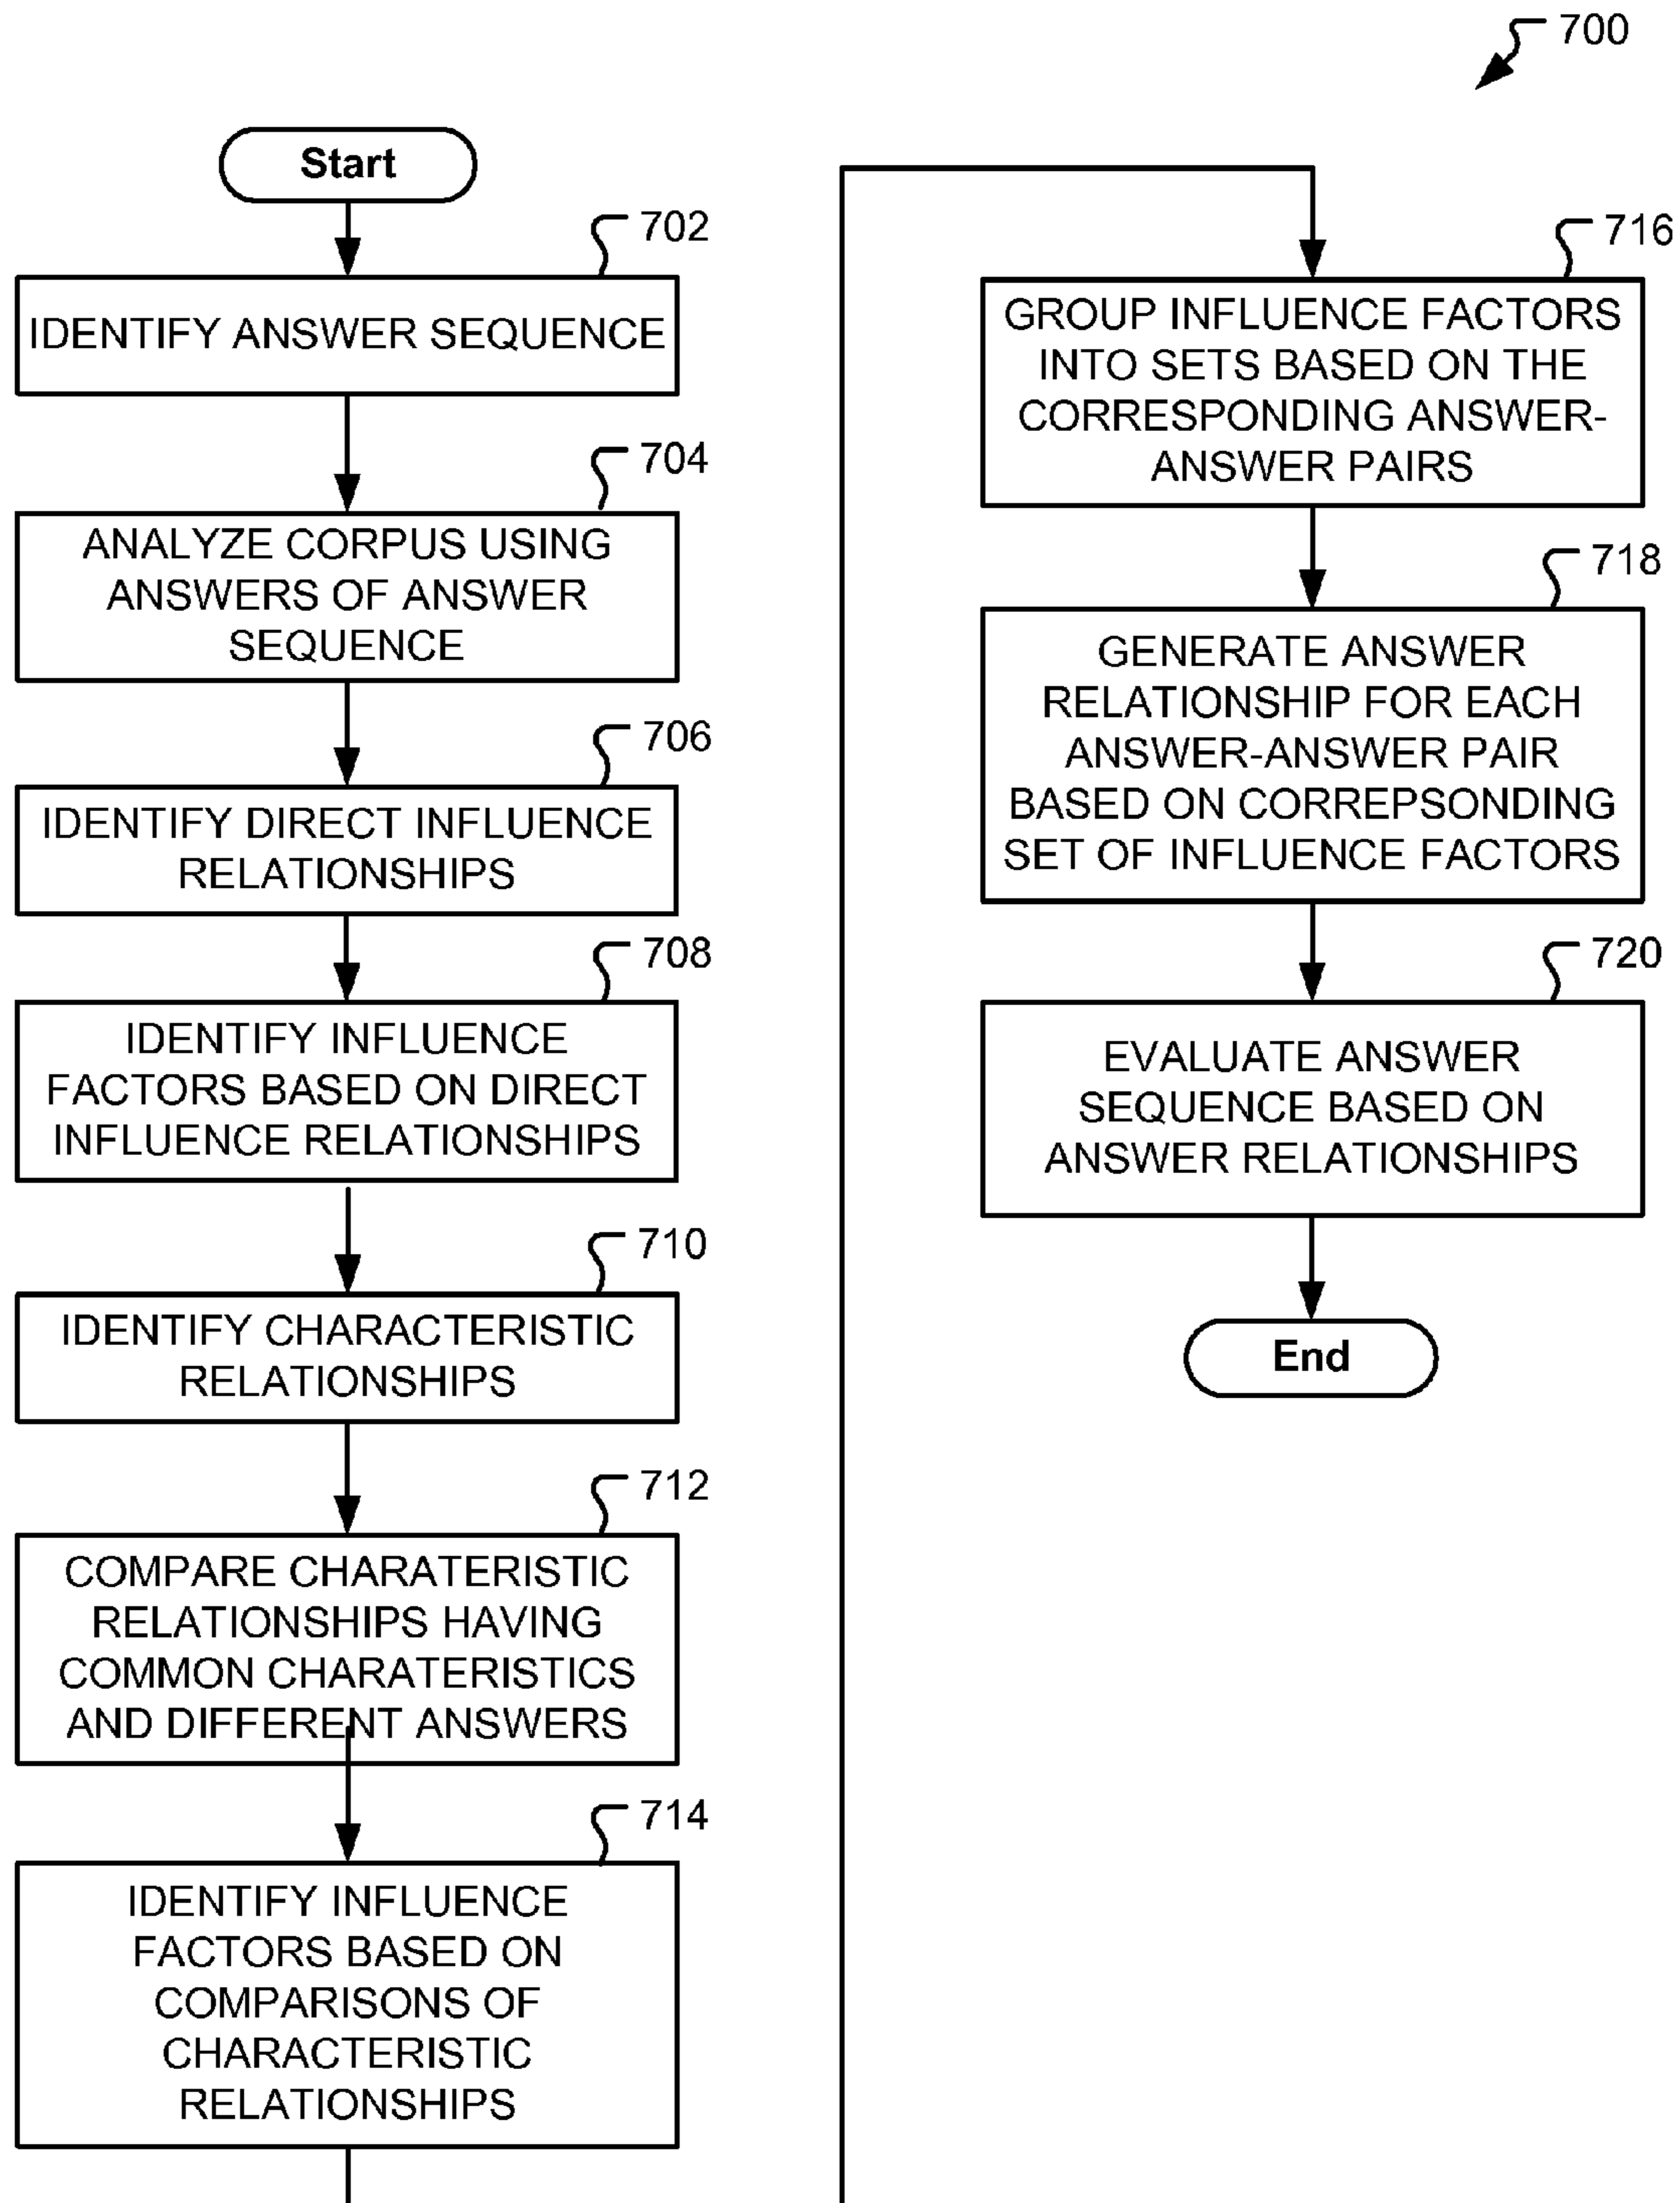 700
Start
702
IDENTIFY ANSWER SEQUENCE
704
ANALYZE CORPUS USING
ANSWERS OF ANSWER
SEQUENCE
706
IDENTIFY DIRECT INFLUENCE
RELATIONSHIPS
708
IDENTIFY INFLUENCE
FACTORS BASED ON DIRECT
INFLUENCE RELATIONSHIPS
710
IDENTIFY CHARACTERISTIC
RELATIONSHIPS
712
COMPARE CHARATERISTIC
RELATIONSHIPS HAVING
COMMON CHARATERISTICS
AND DIFFERENT ANSWERS
714
IDENTIFY INFLUENCE
FACTORS BASED ON
COMPARISONS OF
CHARACTERISTIC
RELATIONSHIPS
716
GROUP INFLUENCE FACTORS
INTO SETS BASED ON THE
CORRESPONDING ANSWER-
ANSWER PAIRS
718
GENERATE ANSWER
RELATIONSHIP FOR EACH
ANSWER-ANSWER PAIR
BASED ON CORREPSONDING
SET OF INFLUENCE FACTORS
720
EVALUATE ANSWER
SEQUENCE BASED ON
ANSWER RELATIONSHIPS
End